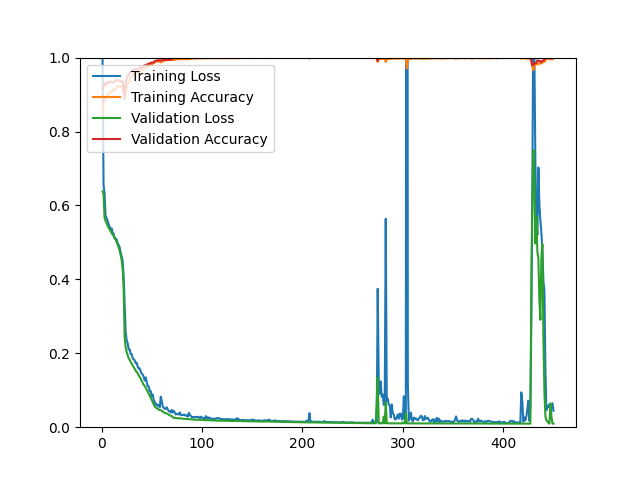 1.0
0.8
0.6
0.4
0.2
0.0
Training Loss
Training Accuracy
Validation Loss
Validation Accuracy
0 100 200 300 400